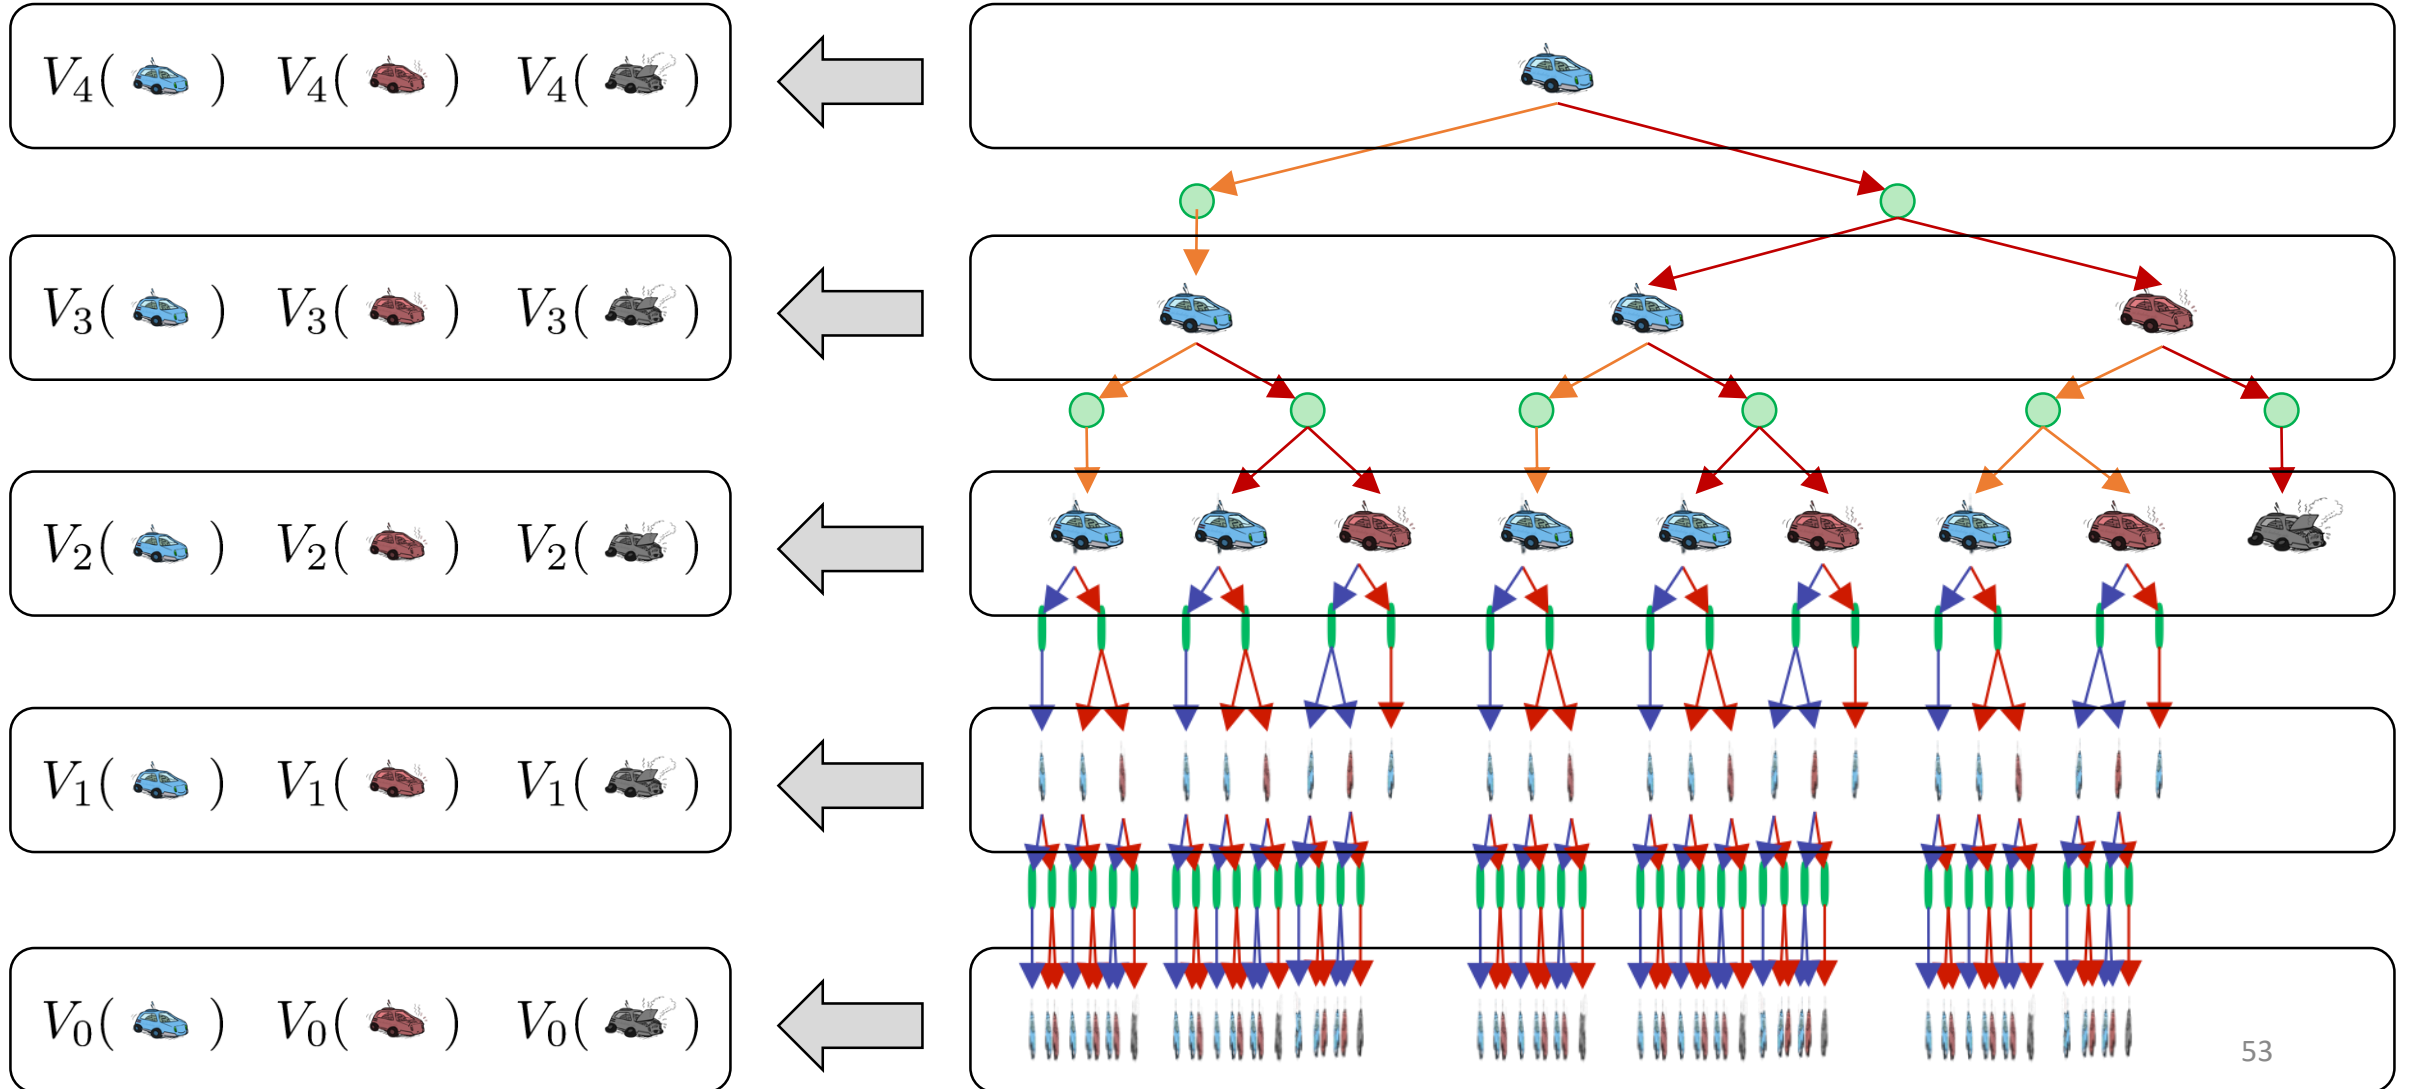 V4( ) V4( ) V4( )
V3( ) V3( ) V3( )
V2( ) V2( ) V2( )
V1( ) V1( ) V1( )
V0( ) V0( ) V0( )
53